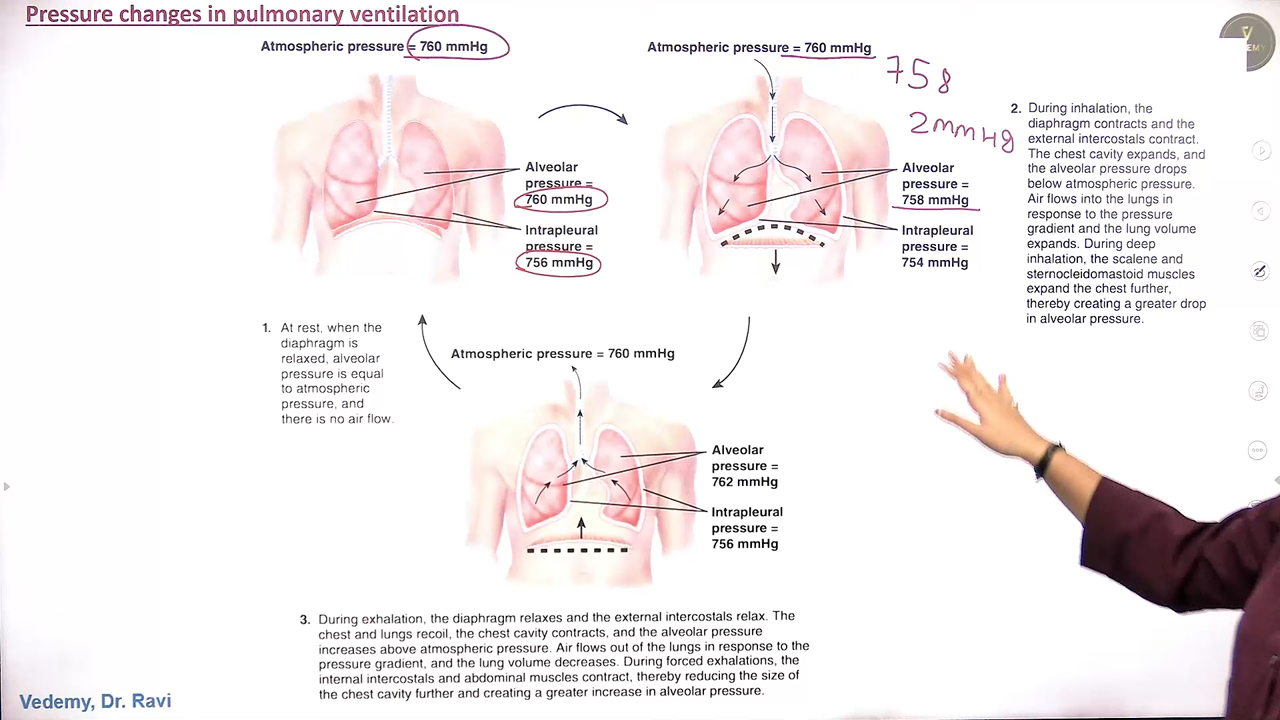 Pressure changes in pulmonary ventilation
Atmospheric pressure = 760 mmHg
Alveolar
pressure =
760 mmHg
Intrapleural
pressure =
756 mmHg
1. At rest, when the
diaphragm is
relaxed, alveolar
pressure is equal
to atmospheric
pressure, and
there is no air flow.
Atmospheric pressure = 760 mmHg
758
2mmHg
Alveolar
pressure =
758 mmHg
Intrapleural
pressure =
754 mmHg
2. During inhalation, the
diaphragm contracts and the
external intercostals contract.
The chest cavity expands, and
the alveolar pressure drops
below atmospheric pressure.
Air flows into the lungs in
response to the pressure
gradient and the lung volume
expands. During deep
inhalation, the scalene and
sternocleidomastoid muscles
expand the chest further,
thereby creating a greater drop
in alveolar pressure.
Atmospheric pressure = 760 mmHg
Alveolar
pressure =
762 mmHg
Intrapleural
pressure =
756 mmHg
3. During exhalation, the diaphragm relaxes and the external intercostals relax. The
chest and lungs recoil, the chest cavity contracts, and the alveolar pressure
increases above atmospheric pressure. Air flows out of the lungs in response to the
pressure gradient, and the lung volume decreases. During forced exhalations, the
internal intercostals and abdominal muscles contract, thereby reducing the size of
the chest cavity further and creating a greater increase in alveolar pressure.
Vedemy, Dr. Ravi